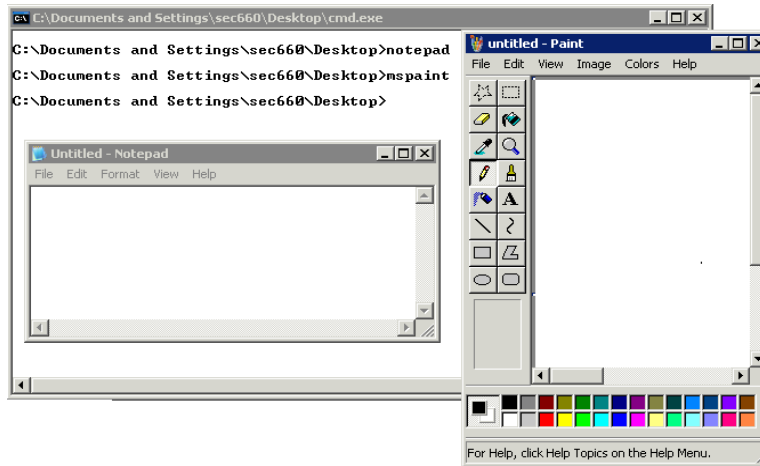 C:\Documents and Settings\sec660\Desktop\cmd.exe
C:\Documents and Settings\sec660\Desktop>notepad
C:\Documents and Settings\sec660\Desktop>mspaint
C:\Documents and Settings\sec660\Desktop>
Untitled - Notepad
File Edit Format View Help
untitled - Paint
File Edit View Image Colors Help
A
For Help, click Help Topics on the Help Menu.